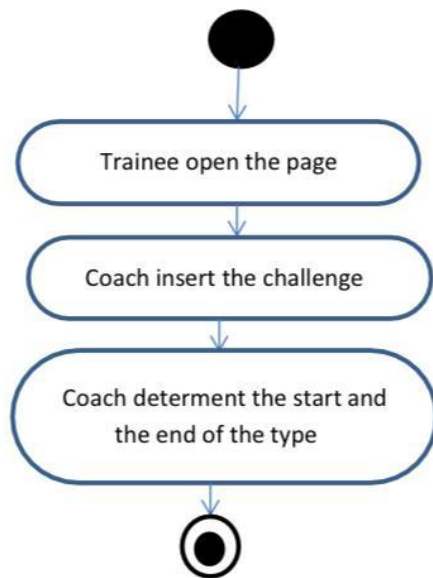 Trainee open the page
Coach insert the challenge
Coach determent the start and
the end of the type